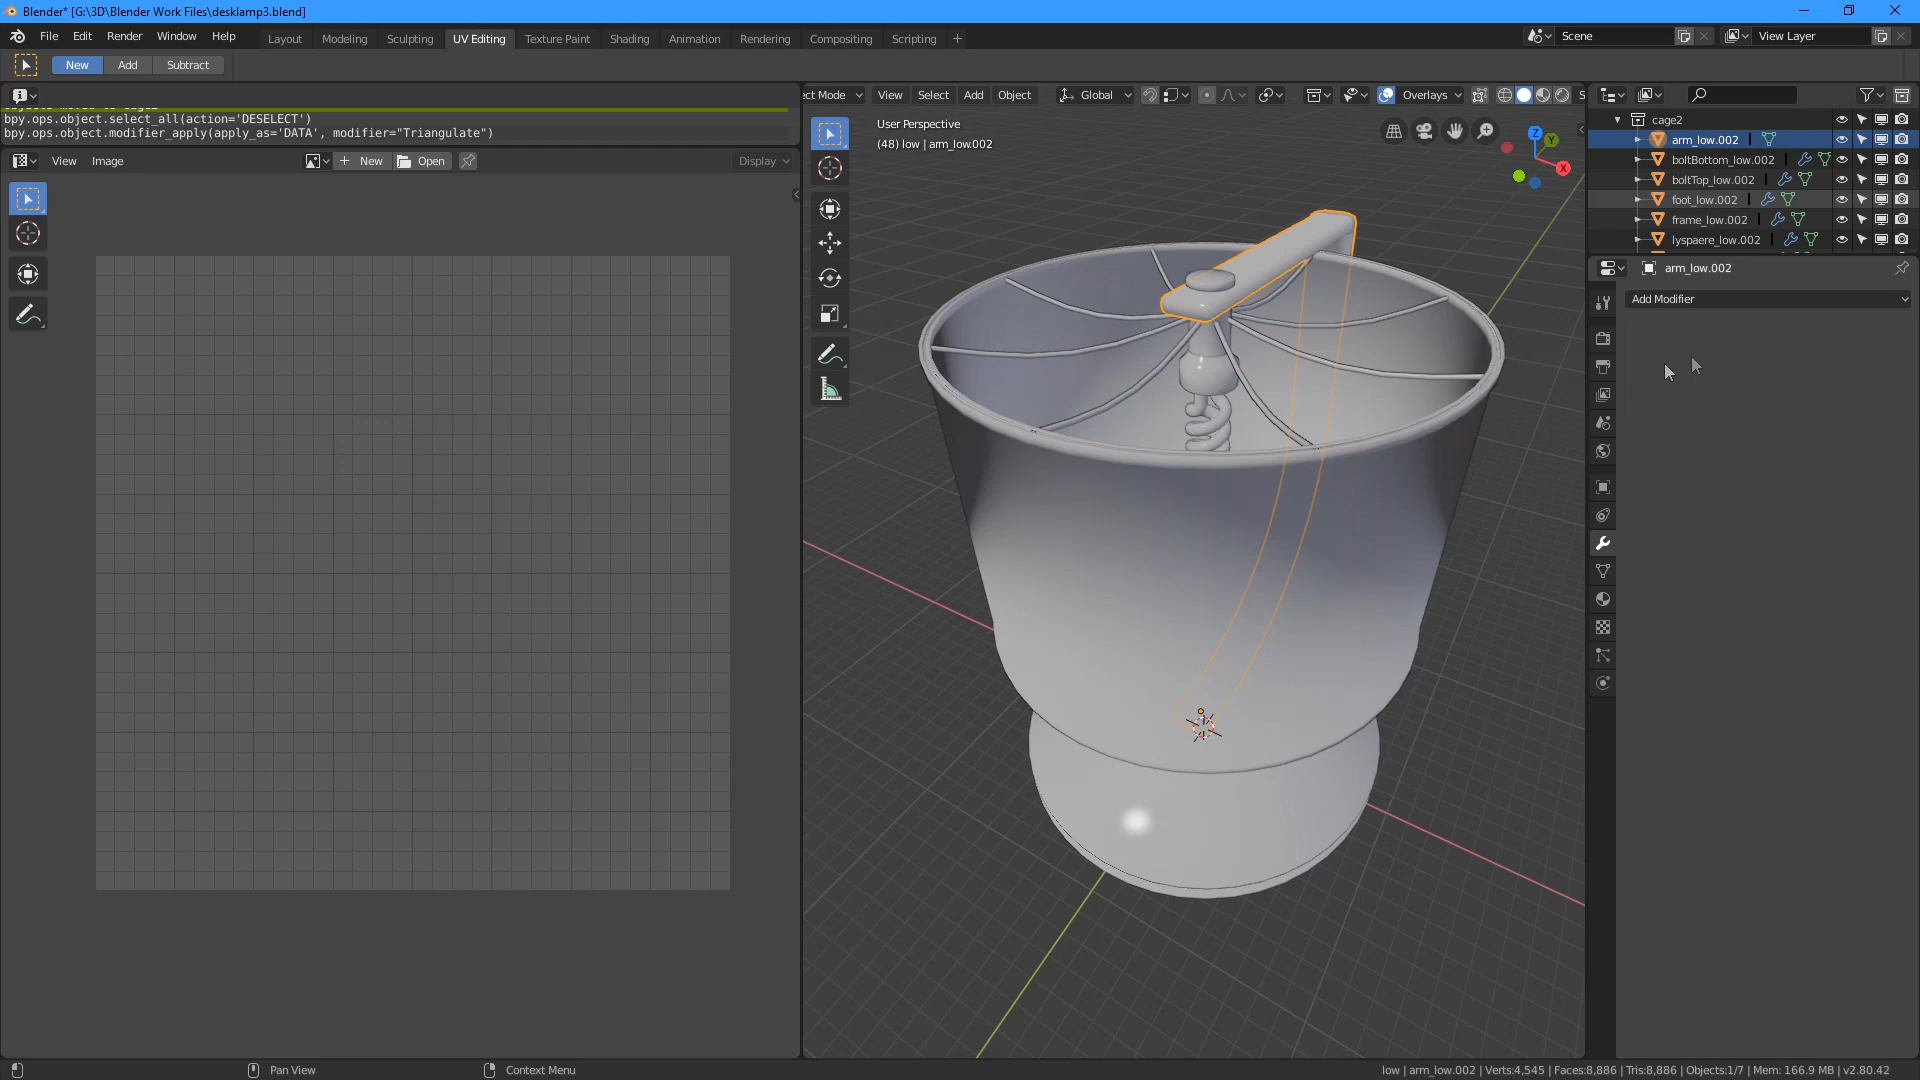 Blender* [G:\3D\Blender Work Files\desklamp3.blend]
File Edit Render Window Help Layout Modeling Sculpting UV Editing Texture Paint Shading Animation Rendering Compositing Scripting + Scene View Layer
New Add Subtract
bpy.ops.object.select_all(action='DESELECT')
bpy.ops.object.modifier_apply(apply_as='DATA', modifier="Triangulate")
View Image + New Open Display
ect Mode View Select Add Object Global Overlays S
User Perspective
(48) low | arm_low.002
Z
Y
X
cage2
arm_low.002
boltBottom_low.002
boltTop_low.002
foot_low.002
frame_low.002
lyspaere_low.002
arm_low.002
Add Modifier
Pan View Context Menu low | arm_low.002 | Verts:4,545 | Faces:8,886 | Tris:8,886 | Objects:1/7 | Mem: 166.9 MB | v2.80.42